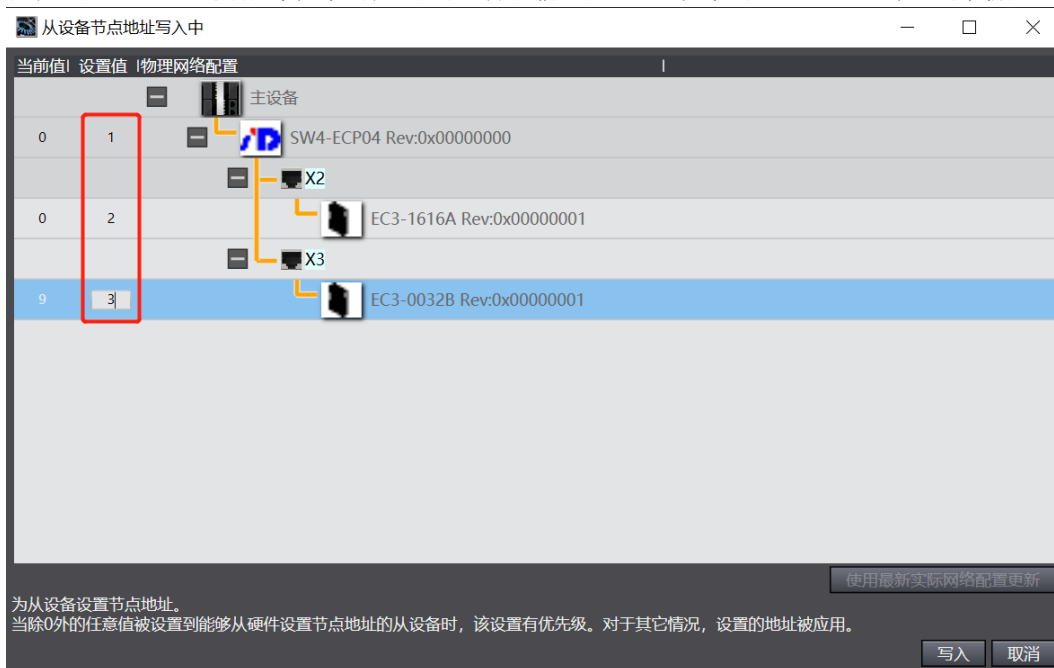 从设备节点地址写入中
当前值| 设置值 |物理网络配置 |
主设备
0 1 SW4-ECP04 Rev:0x00000000
X2
0 2 EC3-1616A Rev:0x00000001
X3
9 3 EC3-0032B Rev:0x00000001
使用最新实际网络配置更新
为从设备设置节点地址。
当除0外的任意值被设置到能够从硬件设置节点地址的从设备时，该设置有优先级。对于其它情况，设置的地址被应用。
写入 取消